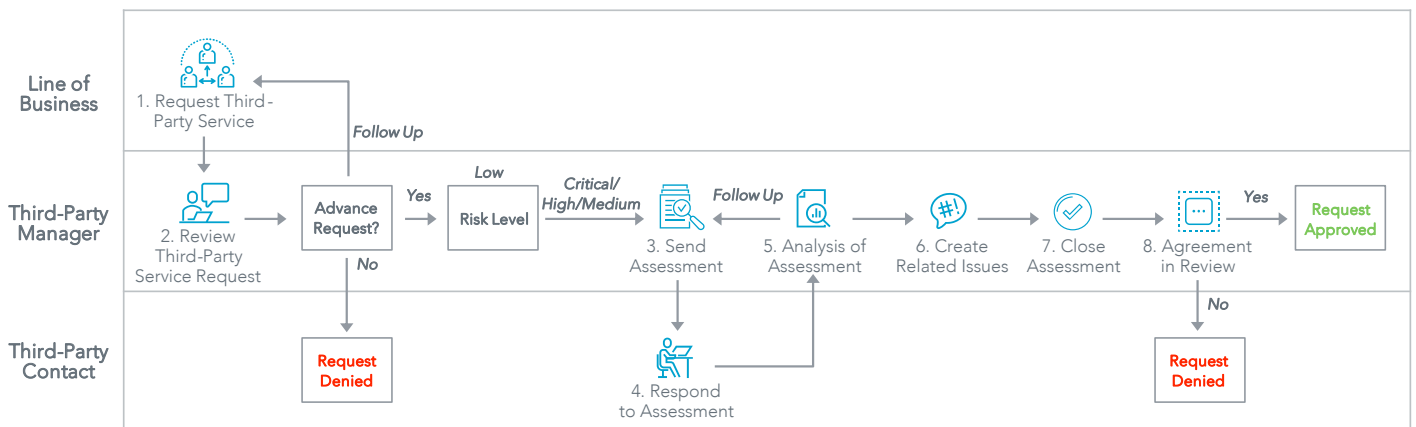 Line of
Business
1. Request Third-
Party Service
Follow Up
Third-Party
Manager
2. Review
Third-Party
Service Request
Advance
Request?
Yes
No
Low
Risk Level
Critical/
High/Medium
3. Send
Assessment
Follow Up
5. Analysis of
Assessment
#!
6. Create
Related Issues
7. Close
Assessment
8. Agreement
in Review
Yes
No
Request
Approved
Third-Party
Contact
Request
Denied
4. Respond
to Assessment
Request
Denied